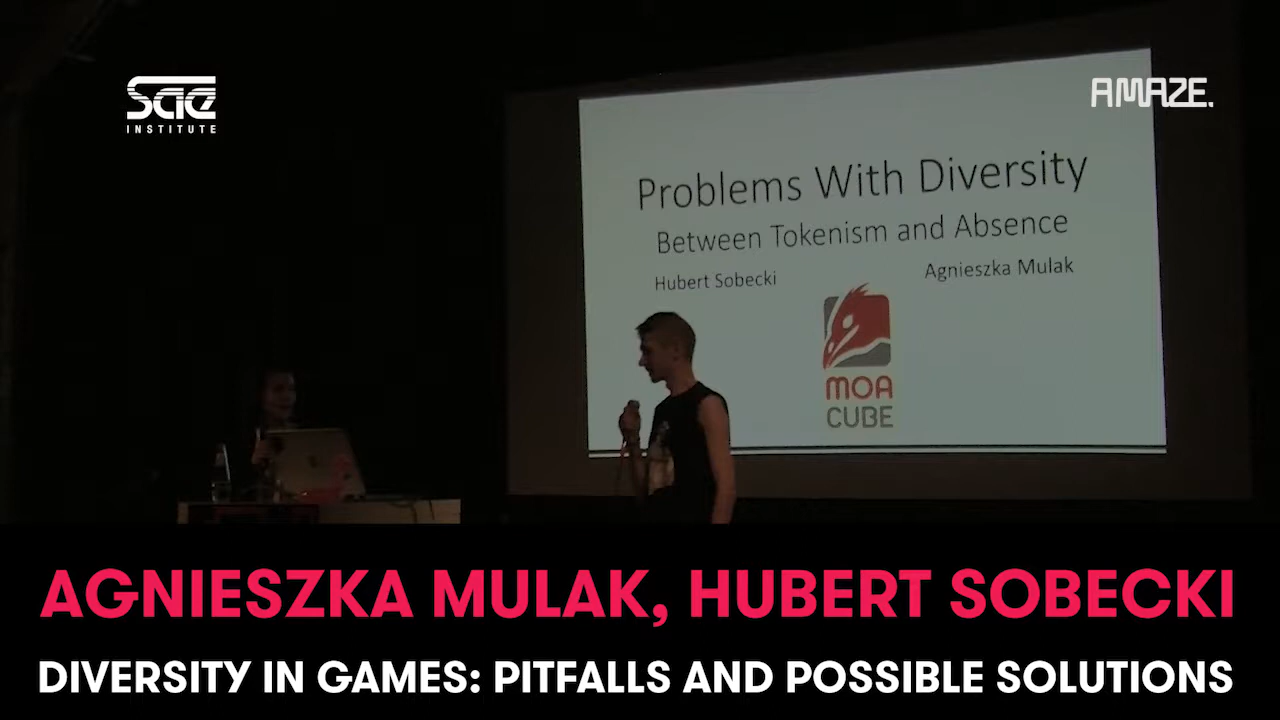 SAE
INSTITUTE
AMAZE.
Problems With Diversity
Between Tokenism and Absence
Hubert Sobecki
Agnieszka Mulak
MOA
CUBE
AGNIESZKA MULAK, HUBERT SOBECKI
DIVERSITY IN GAMES: PITFALLS AND POSSIBLE SOLUTIONS